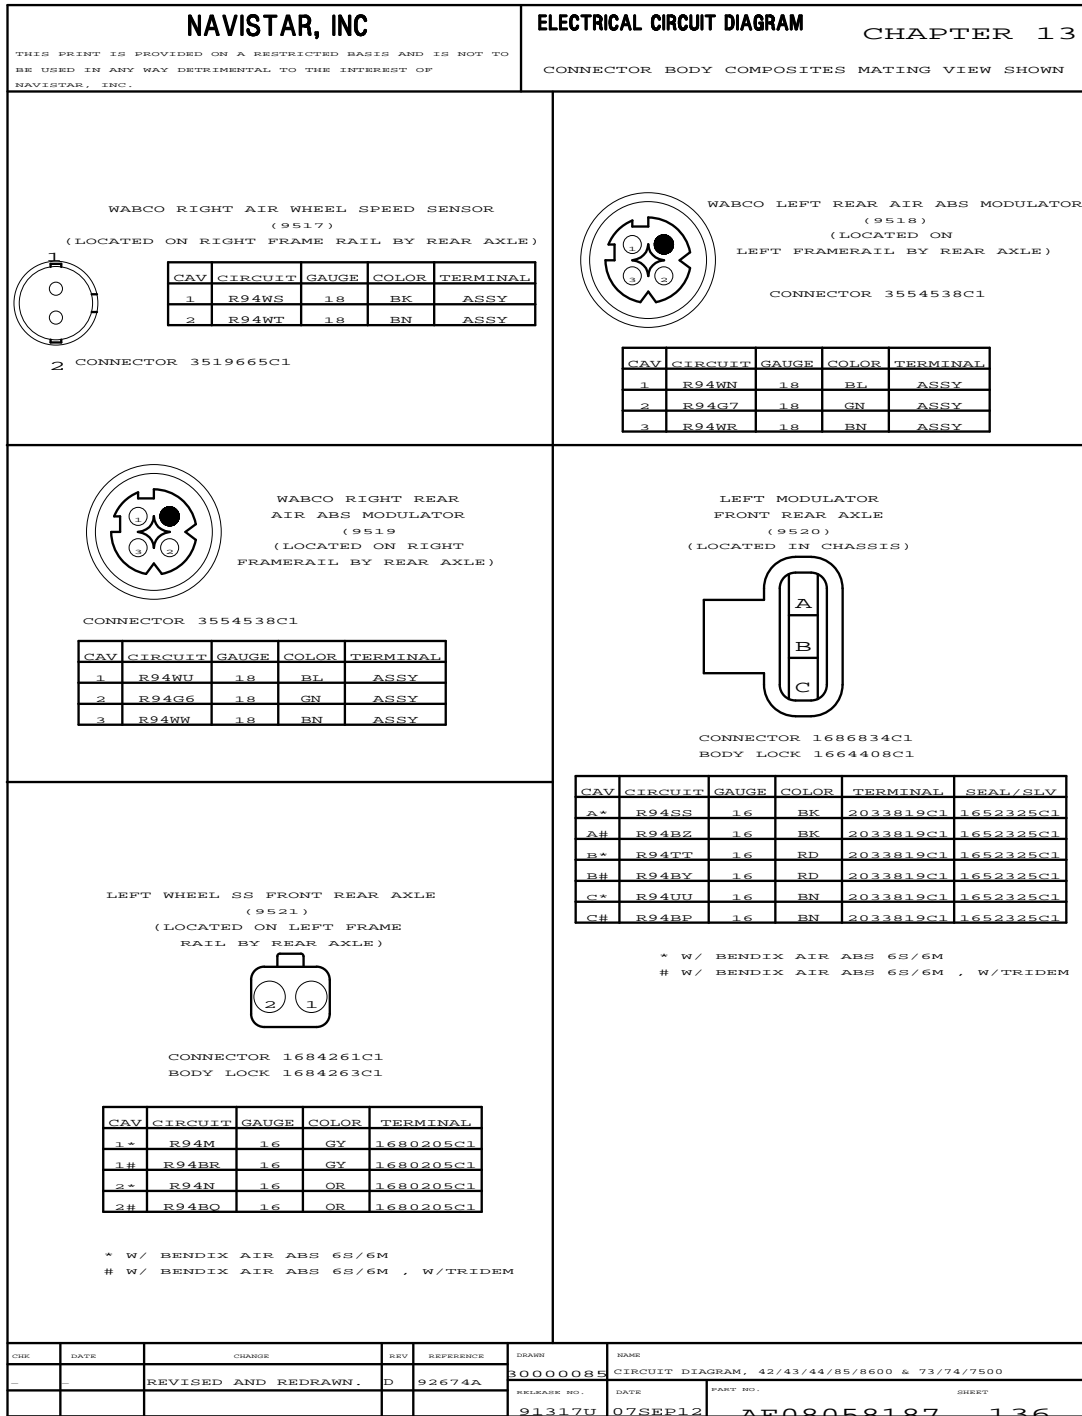 NAVISTAR, INC
THIS PRINT IS PROVIDED ON A RESTRICTED BASIS AND IS NOT TO
BE USED IN ANY WAY DETRIMENTAL TO THE INTEREST OF
NAVISTAR, INC.
ELECTRICAL CIRCUIT DIAGRAM
CHAPTER 13
CONNECTOR BODY COMPOSITES MATING VIEW SHOWN
WABCO RIGHT AIR WHEEL SPEED SENSOR
(9517)
(LOCATED ON RIGHT FRAME RAIL BY REAR AXLE)
1
CAV CIRCUIT GAUGE COLOR TERMINAL
1 R94WS 18 BK ASSY
2 R94WT 18 BN ASSY
2
CONNECTOR 3519665C1
WABCO LEFT REAR AIR ABS MODULATOR
(9518)
(LOCATED ON
LEFT FRAMERAIL BY REAR AXLE)
1
3 2
CONNECTOR 3554538C1
CAV CIRCUIT GAUGE COLOR TERMINAL
1 R94WN 18 BL ASSY
2 R94G7 18 GN ASSY
3 R94WR 18 BN ASSY
WABCO RIGHT REAR
AIR ABS MODULATOR
(9519
(LOCATED ON RIGHT
FRAMERAIL BY REAR AXLE)
1
3 2
CONNECTOR 3554538C1
CAV CIRCUIT GAUGE COLOR TERMINAL
1 R94WU 18 BL ASSY
2 R94G6 18 GN ASSY
3 R94WW 18 BN ASSY
LEFT MODULATOR
FRONT REAR AXLE
(9520)
(LOCATED IN CHASSIS)
A
B
C
CONNECTOR 1686834C1
BODY LOCK 1664408C1
CAV CIRCUIT GAUGE COLOR TERMINAL SEAL/SLV
A* R94SS 16 BK 2033819C1 1652325C1
A# R94BZ 16 BK 2033819C1 1652325C1
B* R94TT 16 RD 2033819C1 1652325C1
B# R94BY 16 RD 2033819C1 1652325C1
C* R94UU 16 BN 2033819C1 1652325C1
C# R94BP 16 BN 2033819C1 1652325C1
* W/ BENDIX AIR ABS 6S/6M
# W/ BENDIX AIR ABS 6S/6M , W/TRIDEM
LEFT WHEEL SS FRONT REAR AXLE
(9521)
(LOCATED ON LEFT FRAME
RAIL BY REAR AXLE)
2 1
CONNECTOR 1684261C1
BODY LOCK 1684263C1
CAV CIRCUIT GAUGE COLOR TERMINAL
1* R94M 16 GY 1680205C1
1# R94BR 16 GY 1680205C1
2* R94N 16 OR 1680205C1
2# R94BQ 16 OR 1680205C1
* W/ BENDIX AIR ABS 6S/6M
# W/ BENDIX AIR ABS 6S/6M , W/TRIDEM
CHK DATE CHANGE REV REFERENCE
- - REVISED AND REDRAWN. D 92674A
DRAWN
30000085
NAME
CIRCUIT DIAGRAM, 42/43/44/85/8600 & 73/74/7500
RELEASE NO. DATE PART NO. SHEET
91317U 07SEP12 AE08058187 136